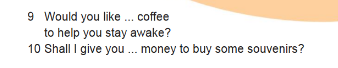 9 Would you like ... coffee
to help you stay awake?
10 Shall I give you ... money to buy some souvenirs?